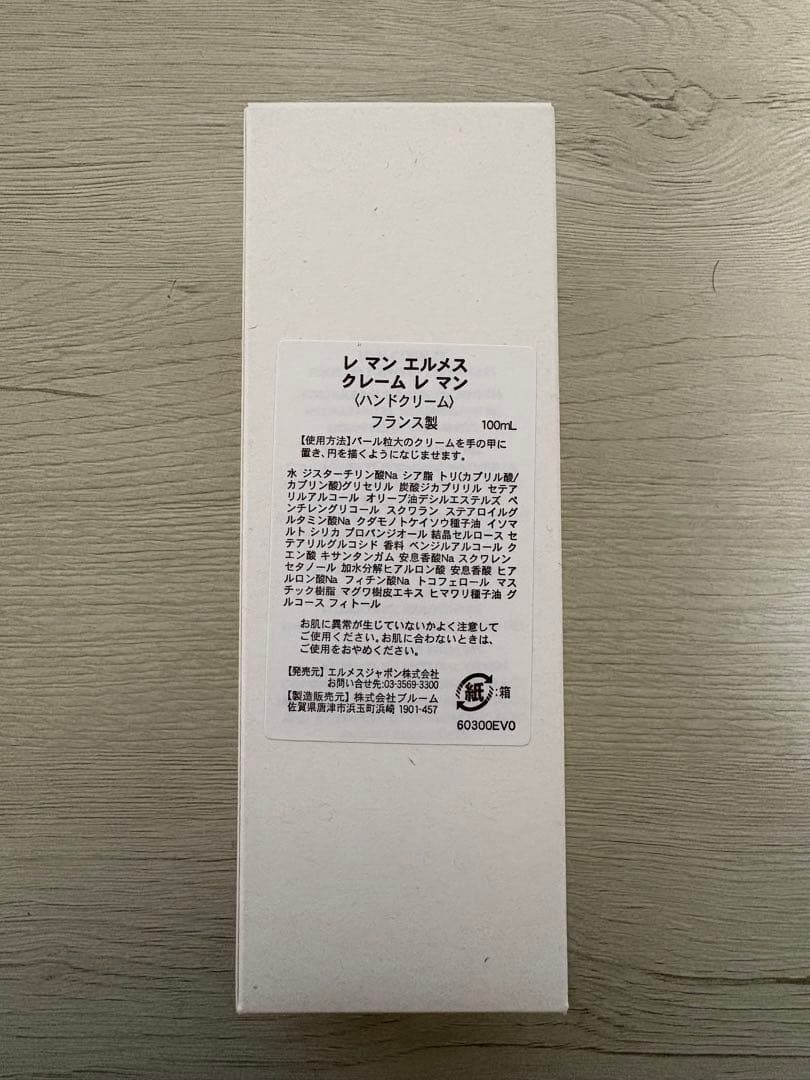 レ マン エルメス
クレーム レ マン
〈ハンドクリーム〉
フランス製 100mL
【使用方法】パール粒大のクリームを手の甲に
置き、円を描くようになじませます。
水 ジスターチリン酸Na シア脂 トリ(カプリル酸/
カプリン酸)グリセリル 炭酸ジカプリリル セテア
リルアルコール オリーブ油デシルエステルズ ペ
ンチレングリコール スクワラン ステアロイルグ
ルタミン酸Na クダモノトケイソウ種子油 イソマ
ルト シリカ プロパンジオール 結晶セルロース セ
テアリルグルコシド 香料 ベンジルアルコール ク
エン酸 キサンタンガム 安息香酸Na スクワレン
セタノール 加水分解ヒアルロン酸 安息香酸 ヒア
ルロン酸Na フィチン酸Na トコフェロール マス
チック樹脂 マグワ樹皮エキス ヒマワリ種子油 グ
ルコース フィトール
お肌に異常が生じていないかよく注意して
ご使用ください。お肌に合わないときは、
ご使用をおやめください。
【発売元】エルメスジャポン株式会社
お問い合せ先:03-3569-3300
【製造販売元】株式会社ブルーム
佐賀県唐津市浜玉町浜崎 1901-457
紙:箱
60300EV0